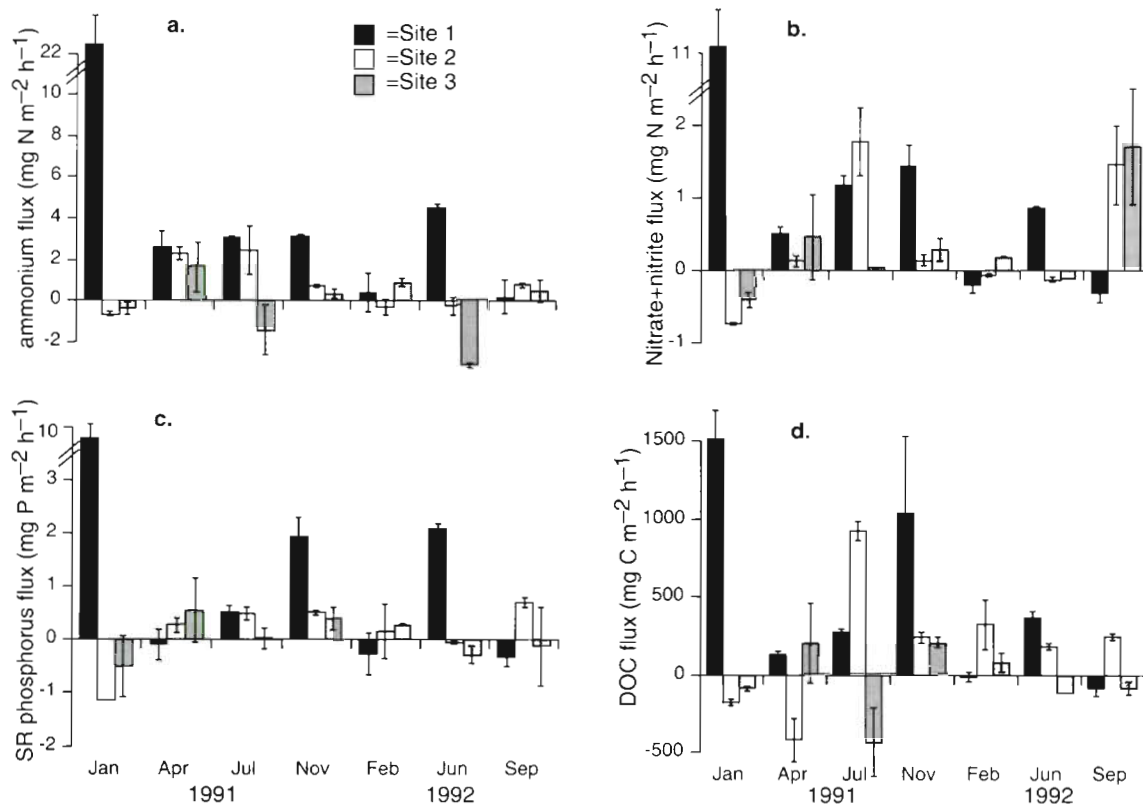 a.
=Site 1
=Site 2
=Site 3
ammonium flux (mg N m−2 h−1)
22
10
8
6
4
2
0
-2
b.
Nitrate+nitrite flux (mg N m−2 h−1)
11
2
1
0
-1
c.
SR phosphorus flux (mg P m−2 h−1)
10
3
2
1
0
-1
-2
Jan Apr Jul Nov Feb Jun Sep
1991 1992
d.
DOC flux (mg C m−2 h−1)
1500
1000
500
0
-500
Jan Apr Jul Nov Feb Jun Sep
1991 1992